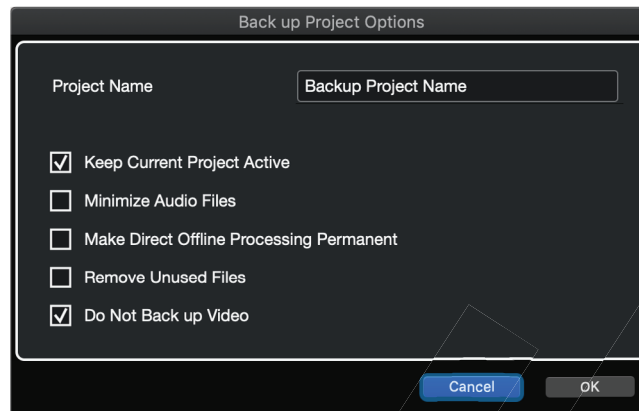 Back up Project Options
Project Name Backup Project Name
Keep Current Project Active
Minimize Audio Files
Make Direct Offline Processing Permanent
Remove Unused Files
Do Not Back up Video
Cancel OK